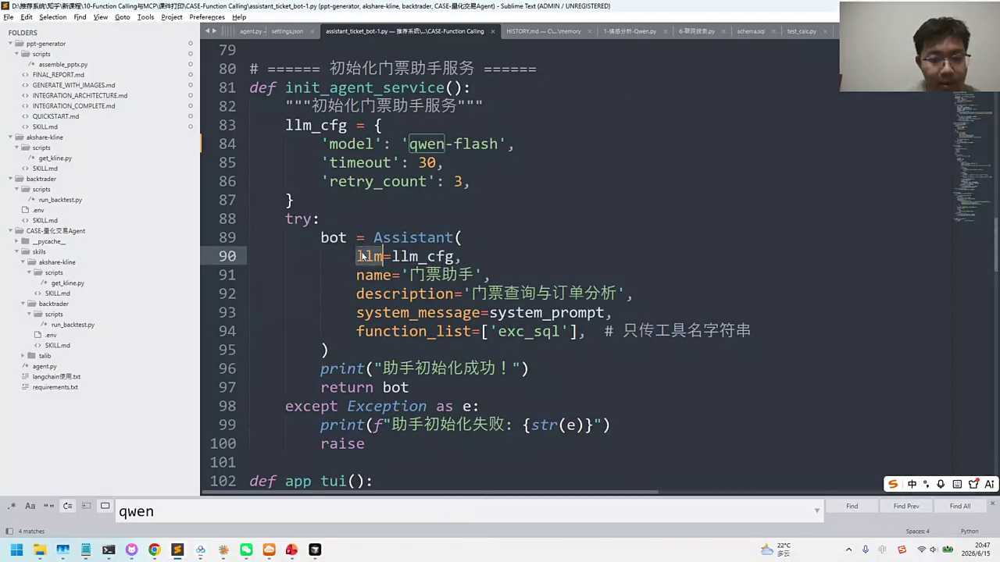 D:\推荐系统\知乎\新课程\10-Function Calling与MCP\课件打印\CASE-Function Calling\assistant_ticket_bot-1.py (ppt-generator, akshare-kline, backtrader, CASE-量化交易Agent) - Sublime Text (ADMIN / UNREGISTERED)
File Edit Selection Find View Goto Tools Project Preferences Help
FOLDERS
ppt-generator
scripts
assemble_pptx.py
FINAL_REPORT.md
GENERATE_WITH_IMAGES.md
INTEGRATION_ARCHITECTURE.md
INTEGRATION_COMPLETE.md
QUICKSTART.md
SKILL.md
akshare-kline
scripts
get_kline.py
SKILL.md
backtrader
scripts
run_backtest.py
.env
SKILL.md
CASE-量化交易Agent
__pycache__
skills
akshare-kline
scripts
get_kline.py
SKILL.md
backtrader
scripts
run_backtest.py
.env
SKILL.md
talib
agent.py
langchain使用.txt
requirements.txt
agent.py settings.json × assistant_ticket_bot-1.py — 推荐系统\...\CASE-Function Calling × HISTORY.md — C:\...\memory × 1-情感分析-Qwen.py × 6-联网搜索.py × schema.sql × test_calc.py ×
79
80 # ====== 初始化门票助手服务 ======
81 def init_agent_service():
82 """初始化门票助手服务"""
83 llm_cfg = {
84 'model': 'qwen-flash',
85 'timeout': 30,
86 'retry_count': 3,
87 }
88 try:
89 bot = Assistant(
90 llm=llm_cfg,
91 name='门票助手',
92 description='门票查询与订单分析',
93 system_message=system_prompt,
94 function_list=['exc_sql'], # 只传工具名字符串
95 )
96 print("助手初始化成功！")
97 return bot
98 except Exception as e:
99 print(f"助手初始化失败: {str(e)}")
100 raise
101
102 def app_tui():
.* Aa “” qwen Find Find Prev Find All
4 matches Spaces: 4 Python
中
Ai
22°C
多云
20:47
2026/6/15